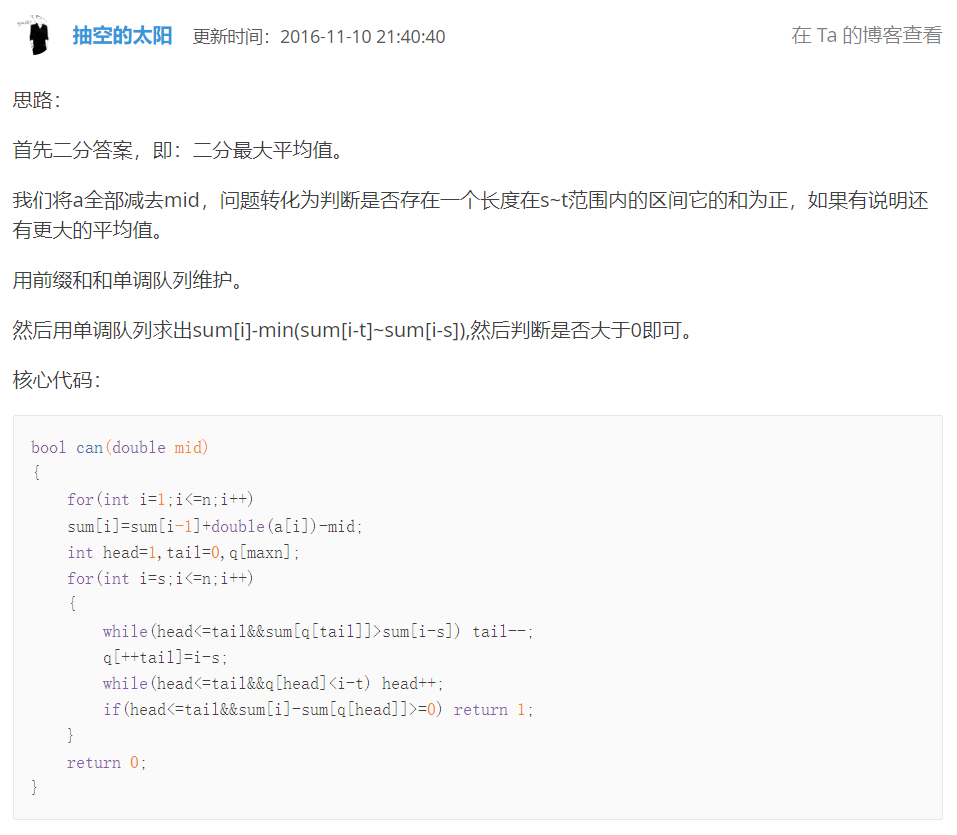 抽空的太阳 更新时间：2016-11-10 21:40:40 在 Ta 的博客查看
思路：
首先二分答案，即：二分最大平均值。
我们将a全部减去mid，问题转化为判断是否存在一个长度在s~t范围内的区间它的和为正，如果有说明还
有更大的平均值。
用前缀和和单调队列维护。
然后用单调队列求出sum[i]-min(sum[i-t]~sum[i-s]),然后判断是否大于0即可。
核心代码：
bool can(double mid)
{
    for(int i=1;i<=n;i++)
    sum[i]=sum[i-1]+double(a[i])-mid;
    int head=1,tail=0,q[maxn];
    for(int i=s;i<=n;i++)
    {
        while(head<=tail&&sum[q[tail]]>sum[i-s]) tail--;
        q[++tail]=i-s;
        while(head<=tail&&q[head]<i-t) head++;
        if(head<=tail&&sum[i]-sum[q[head]]>=0) return 1;
    }
    return 0;
}